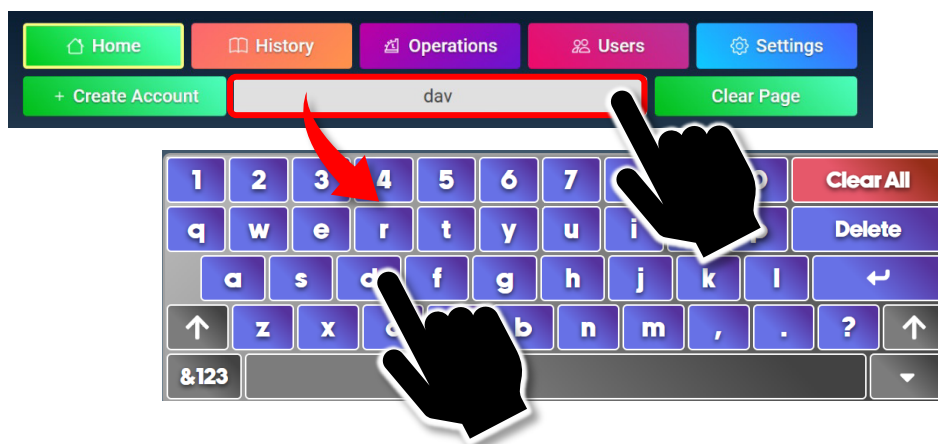 Home History Operations Users Settings
+ Create Account dav Clear Page
1 2 3 4 5 6 7 Clear All
q w e r t y u i Delete
a s d f g h j k l
z x b n m , . ?
&123